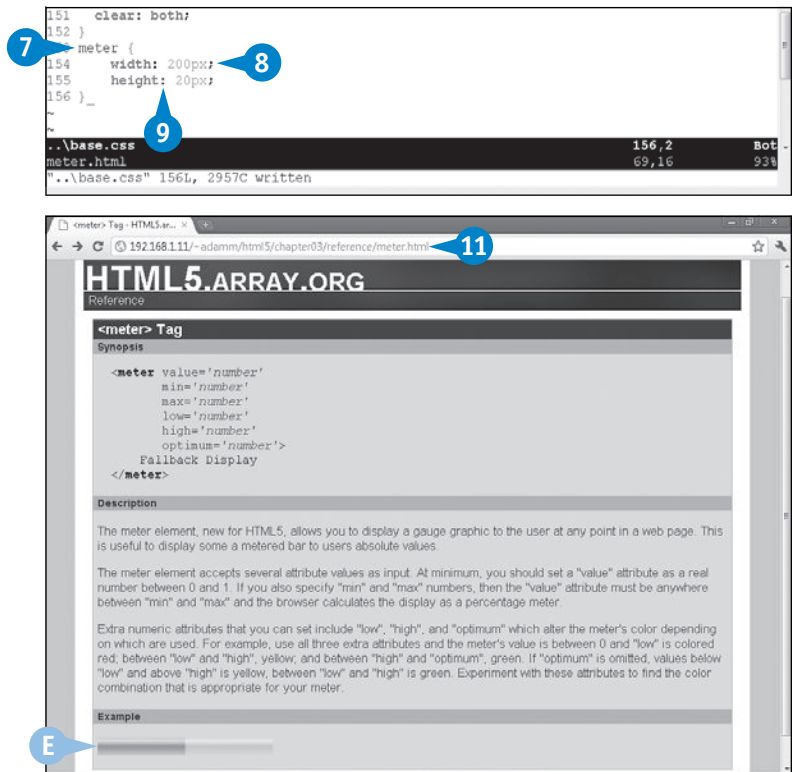 151 clear: both;
152 }
7
meter {
154 width: 200px;
8
155 height: 20px;
156 }_
9
~
~
..\base.css 156,2 Bot
meter.html 69,16 93%
"..\base.css" 156L, 2957C written
<meter> Tag - HTML5.ar...
192.168.1.11/~adamm/html5/chapter03/reference/meter.html
11
HTML5.ARRAY.ORG
Reference
<meter> Tag
Synopsis
<meter value='number'
min='number'
max='number'
low='number'
high='number'
optimum='number'>
Fallback Display
</meter>
Description
The meter element, new for HTML5, allows you to display a gauge graphic to the user at any point in a web page. This
is useful to display some a metered bar to users absolute values.
The meter element accepts several attribute values as input. At minimum, you should set a "value" attribute as a real
number between 0 and 1. If you also specify "min" and "max" numbers, then the "value" attribute must be anywhere
between "min" and "max" and the browser calculates the display as a percentage meter.
Extra numeric attributes that you can set include "low", "high", and "optimum" which alter the meter's color depending
on which are used. For example, use all three extra attributes and the meter's value is between 0 and "low" is colored
red; between "low" and "high", yellow; and between "high" and "optimum", green. If "optimum" is omitted, values below
"low" and above "high" is yellow, between "low" and "high" is green. Experiment with these attributes to find the color
combination that is appropriate for your meter.
Example
E